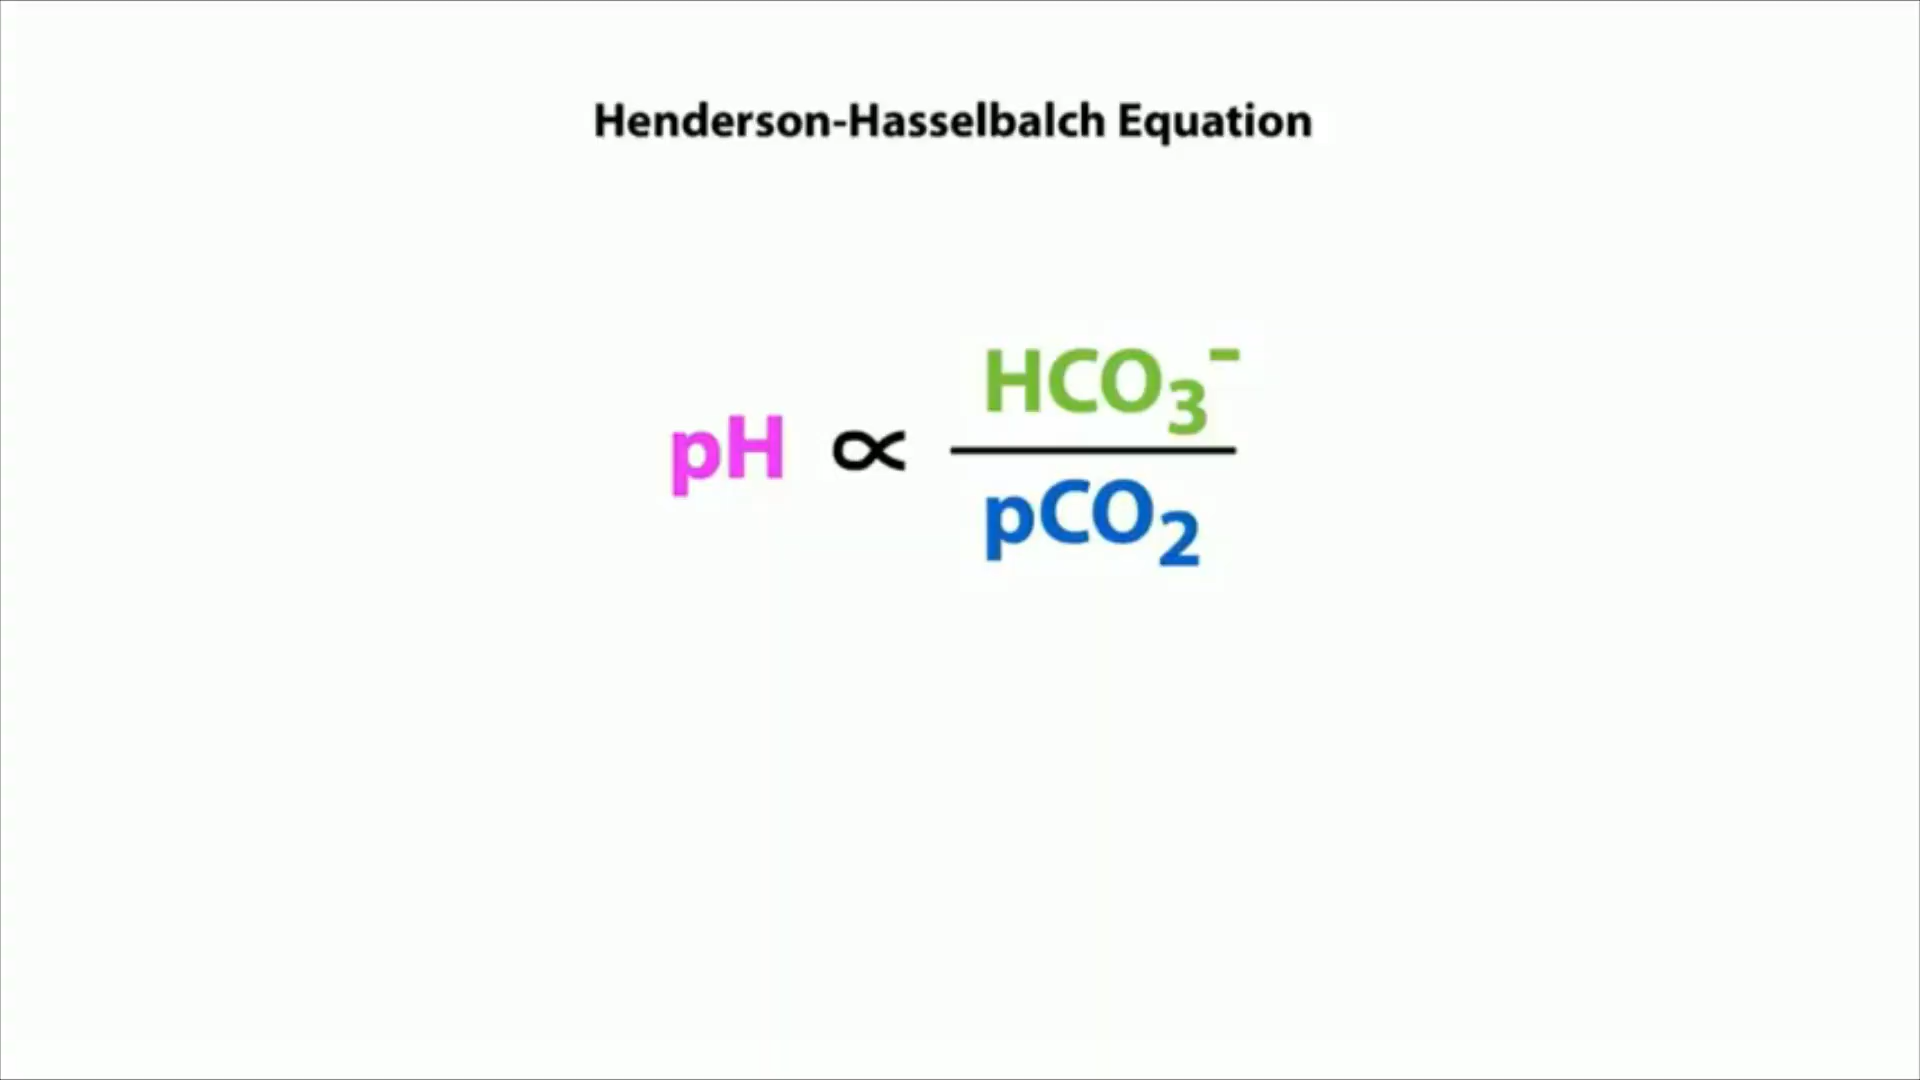 Henderson-Hasselbalch Equation
pH ∝ HCO₃⁻
pCO₂